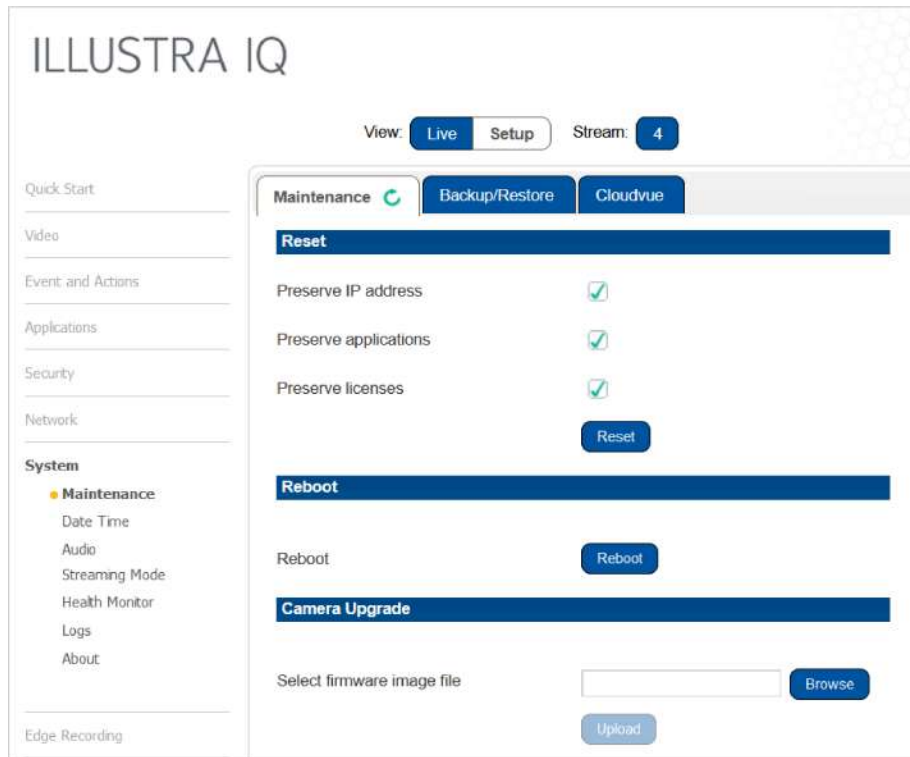 ILLUSTRA IQ
View: Live Setup Stream: 4
Quick Start
Video
Event and Actions
Applications
Security
Network
System
Maintenance
Date Time
Audio
Streaming Mode
Health Monitor
Logs
About
Edge Recording
Maintenance Backup/Restore Cloudvue
Reset
Preserve IP address
Preserve applications
Preserve licenses
Reset
Reboot
Reboot Reboot
Camera Upgrade
Select firmware image file Browse
Upload